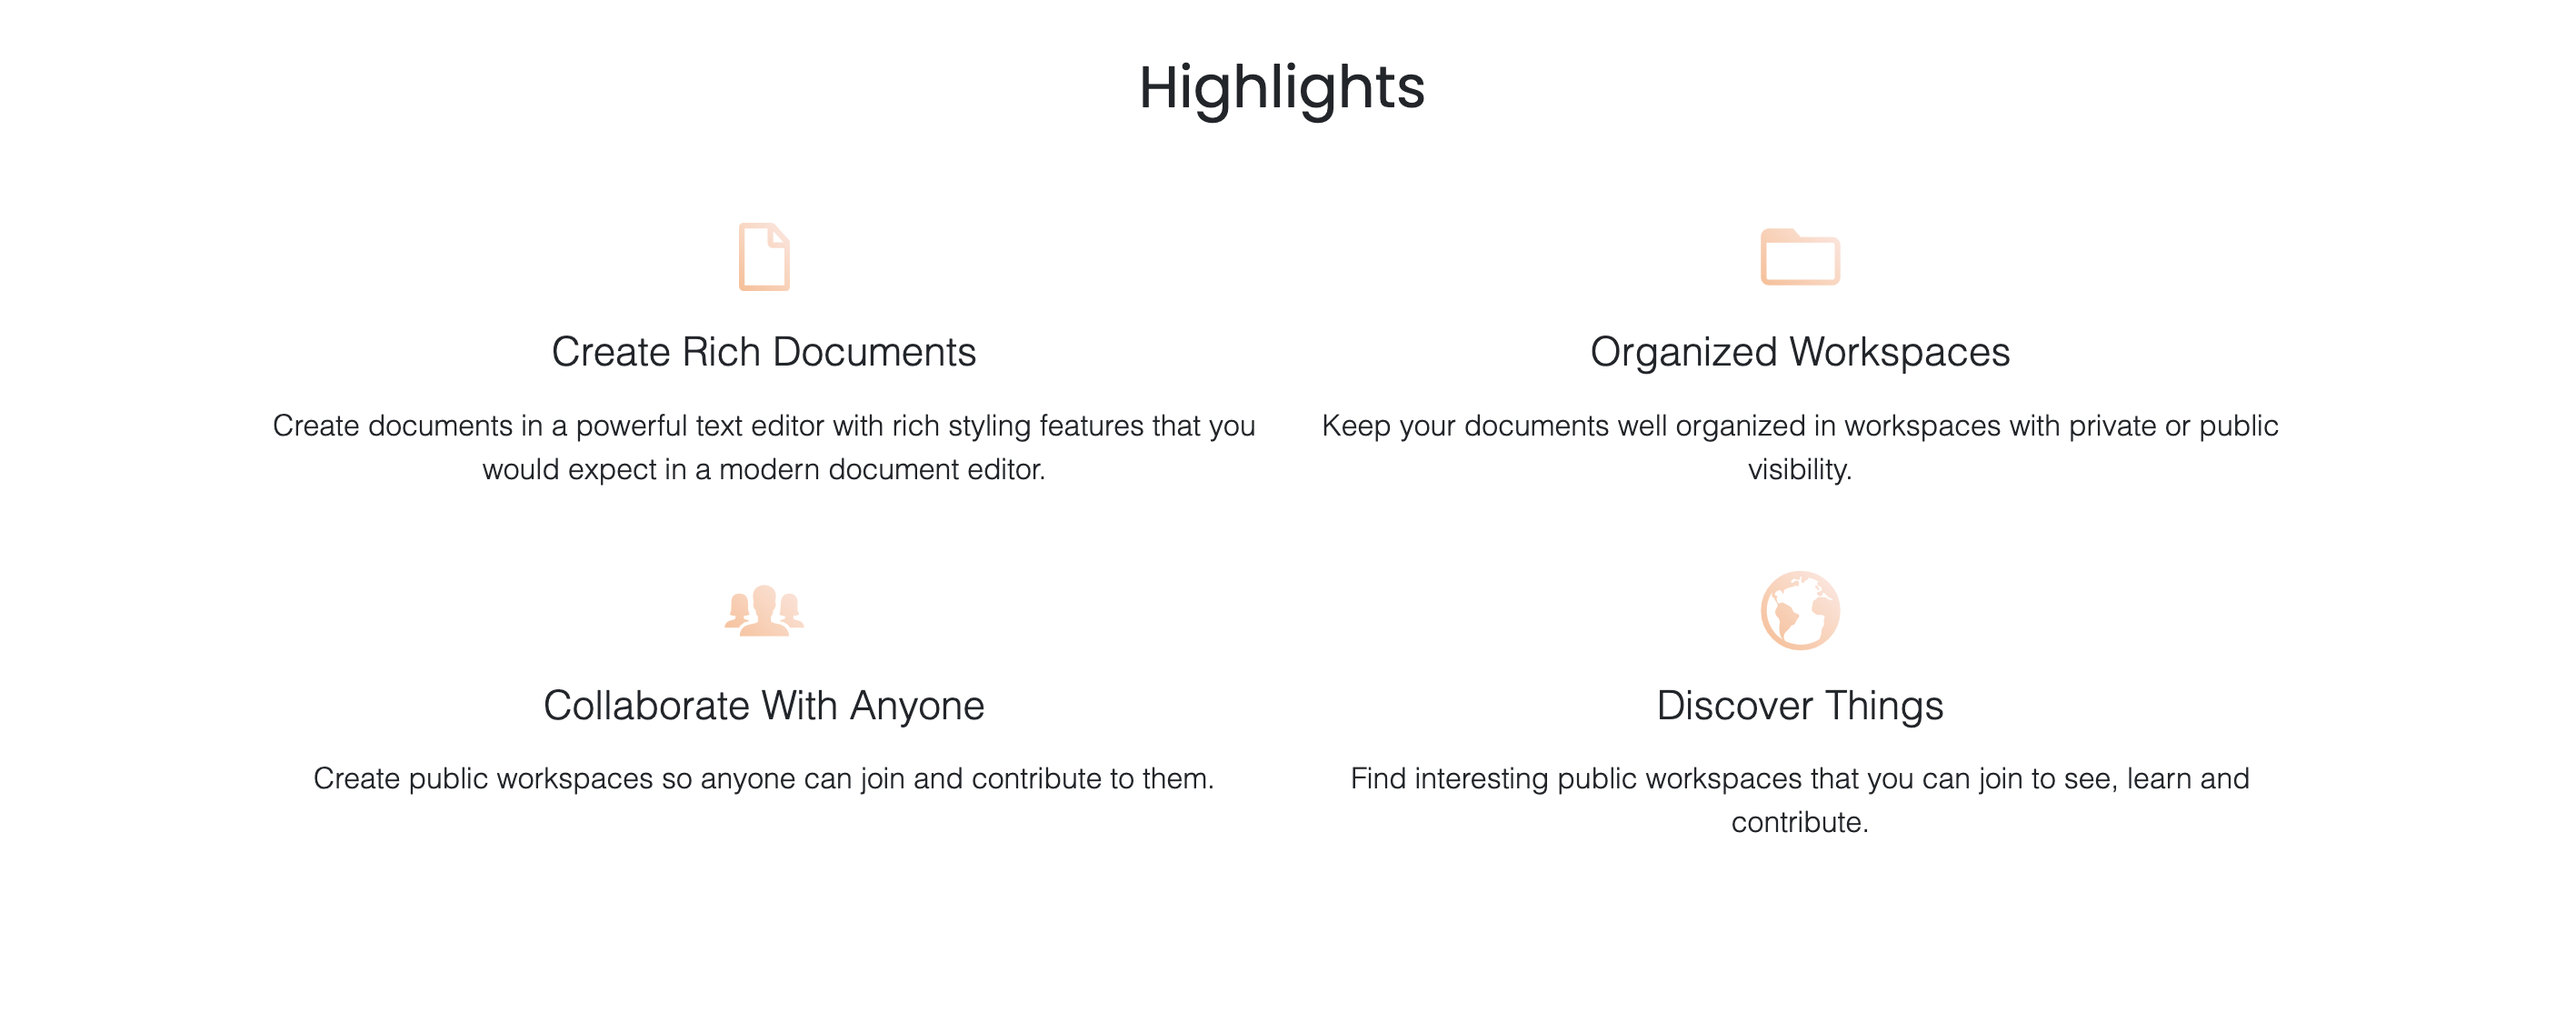 Highlights
Create Rich Documents
Create documents in a powerful text editor with rich styling features that you
would expect in a modern document editor.
Organized Workspaces
Keep your documents well organized in workspaces with private or public
visibility.
Collaborate With Anyone
Create public workspaces so anyone can join and contribute to them.
Discover Things
Find interesting public workspaces that you can join to see, learn and
contribute.